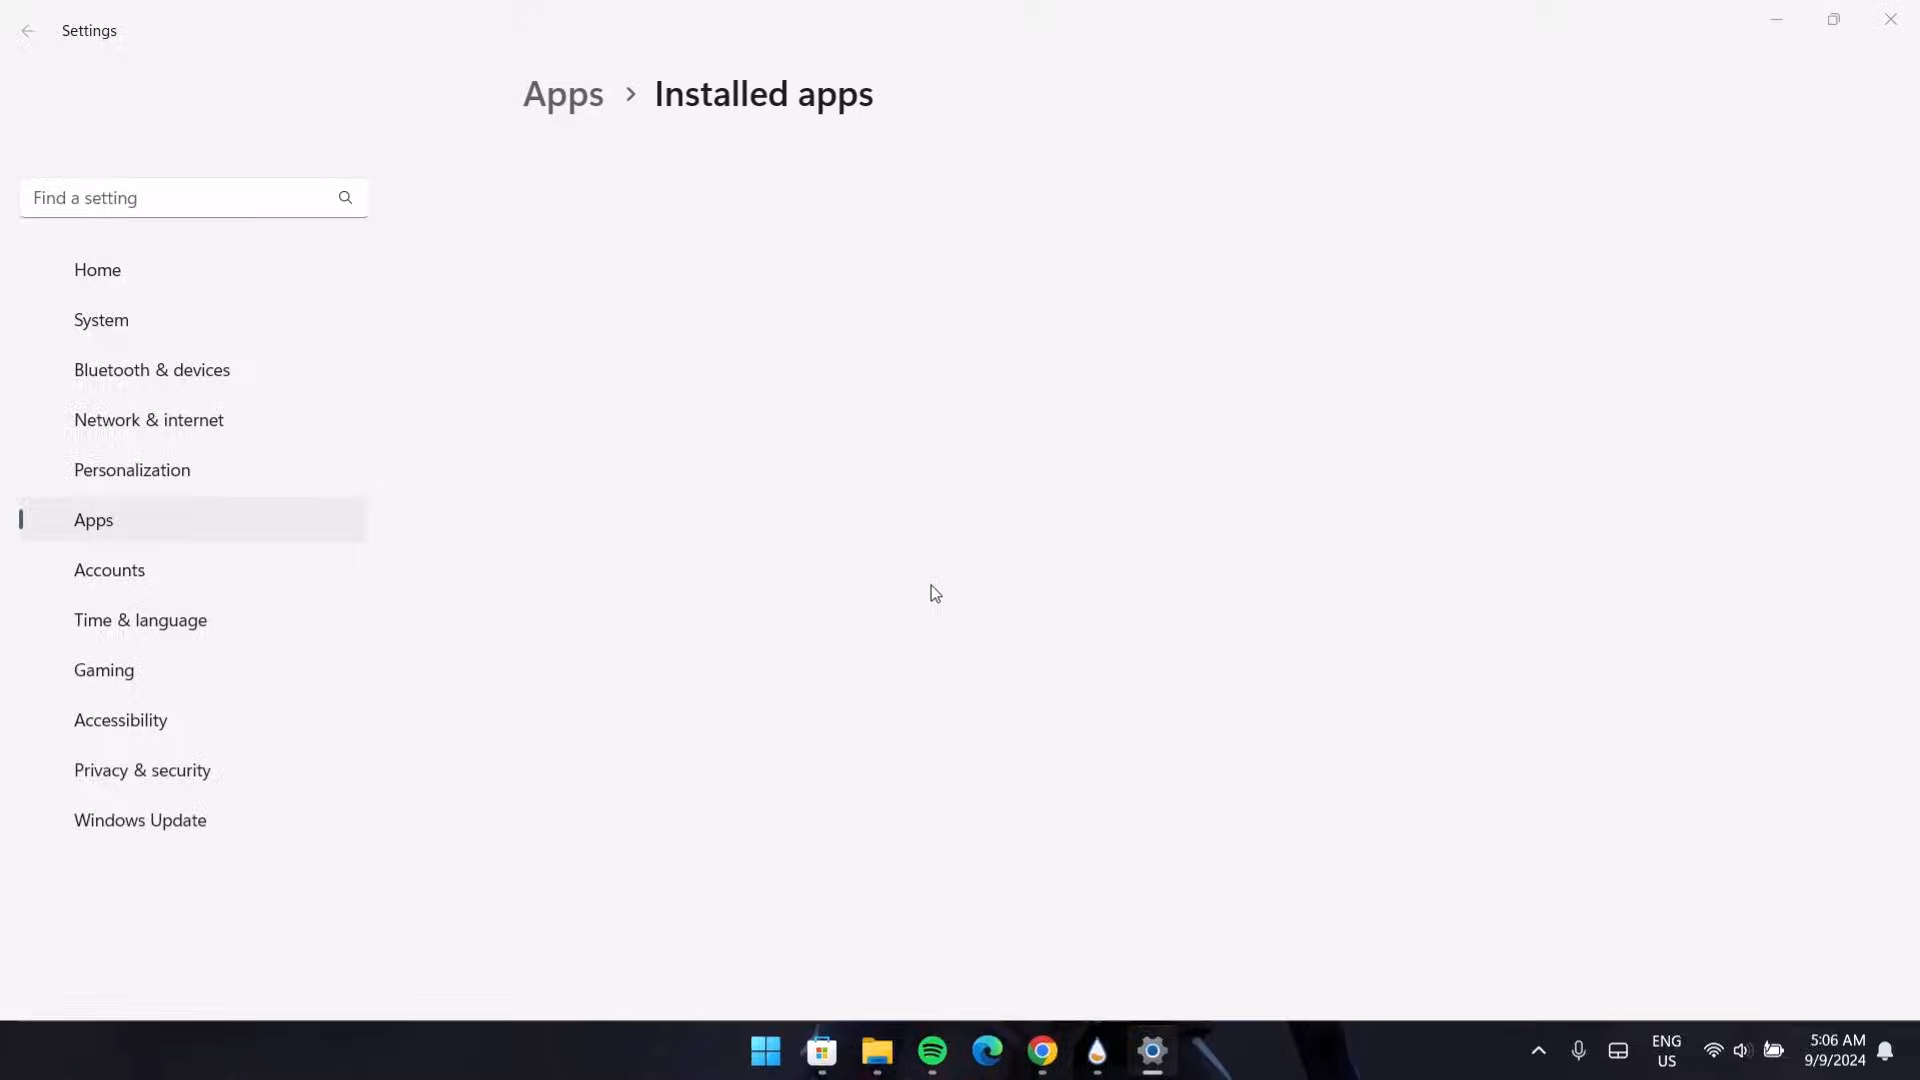 Settings
Apps > Installed apps
Find a setting
Home
System
Bluetooth & devices
Network & internet
Personalization
Apps
Accounts
Time & language
Gaming
Accessibility
Privacy & security
Windows Update
ENG
US
5:06 AM
9/9/2024